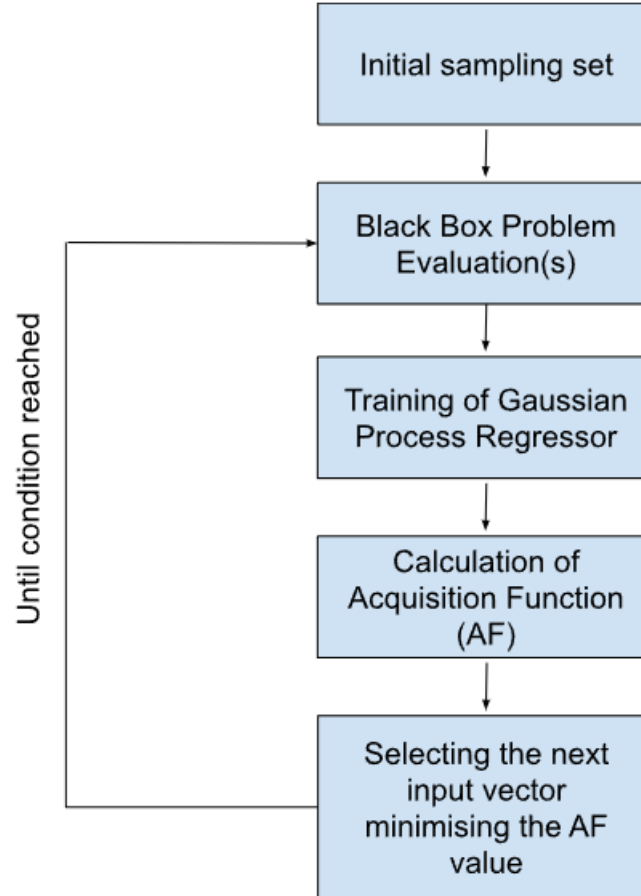 Initial sampling set
Black Box Problem
Evaluation(s)
Training of Gaussian
Process Regressor
Calculation of
Acquisition Function
(AF)
Selecting the next
input vector
minimising the AF
value
Until condition reached